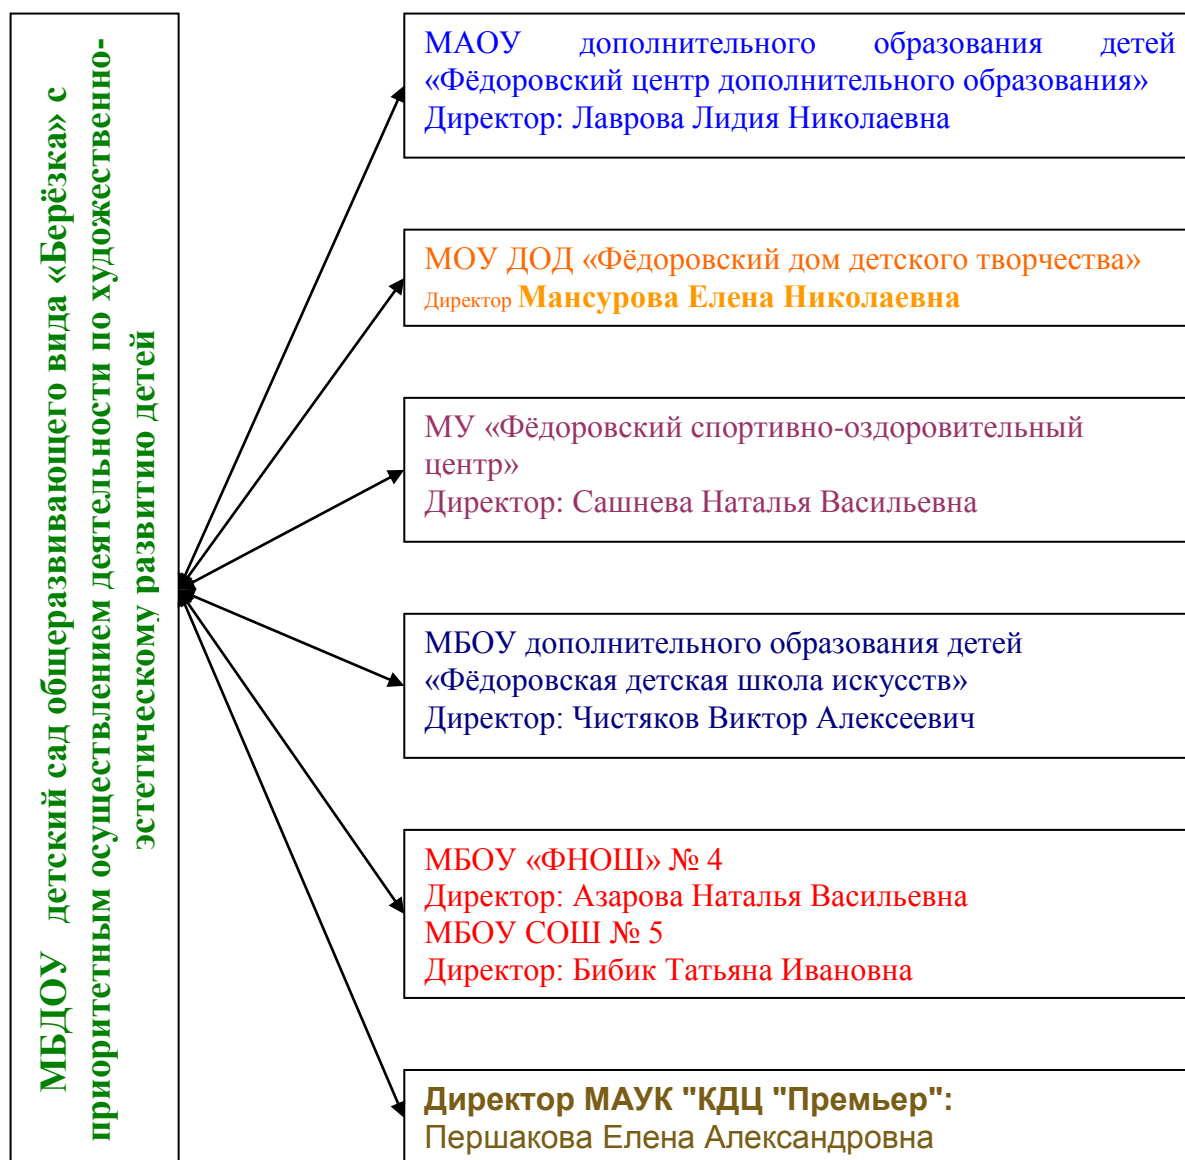 МБДОУ детский сад общеразвивающего вида «Берёзка» с
приоритетным осуществлением деятельности по художественно-
эстетическому развитию детей
МАОУ дополнительного образования детей
«Фёдоровский центр дополнительного образования»
Директор: Лаврова Лидия Николаевна
МОУ ДОД «Фёдоровский дом детского творчества»
Директор Мансурова Елена Николаевна
МУ «Фёдоровский спортивно-оздоровительный
центр»
Директор: Сашнева Наталья Васильевна
МБОУ дополнительного образования детей
«Фёдоровская детская школа искусств»
Директор: Чистяков Виктор Алексеевич
МБОУ «ФНОШ» № 4
Директор: Азарова Наталья Васильевна
МБОУ СОШ № 5
Директор: Бибик Татьяна Ивановна
Директор МАУК "КДЦ "Премьер":
Першакова Елена Александровна